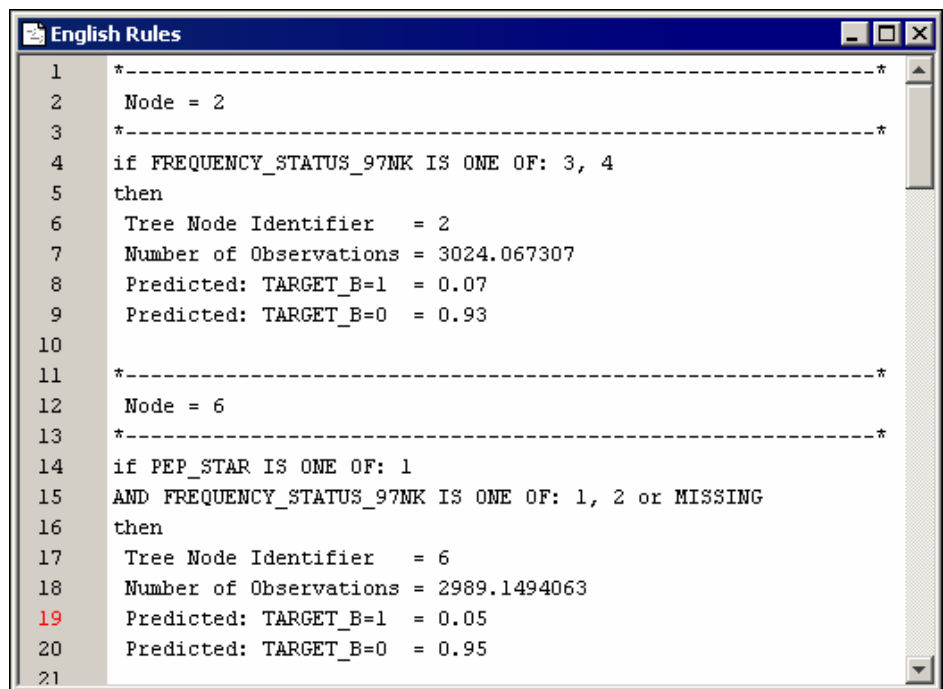 English Rules
1 *------------------------------------------------------------*
2 Node = 2
3 *------------------------------------------------------------*
4 if FREQUENCY_STATUS_97NK IS ONE OF: 3, 4
5 then
6 Tree Node Identifier = 2
7 Number of Observations = 3024.067307
8 Predicted: TARGET_B=1 = 0.07
9 Predicted: TARGET_B=0 = 0.93
10
11 *------------------------------------------------------------*
12 Node = 6
13 *------------------------------------------------------------*
14 if PEP_STAR IS ONE OF: 1
15 AND FREQUENCY_STATUS_97NK IS ONE OF: 1, 2 or MISSING
16 then
17 Tree Node Identifier = 6
18 Number of Observations = 2989.1494063
19 Predicted: TARGET_B=1 = 0.05
20 Predicted: TARGET_B=0 = 0.95
21